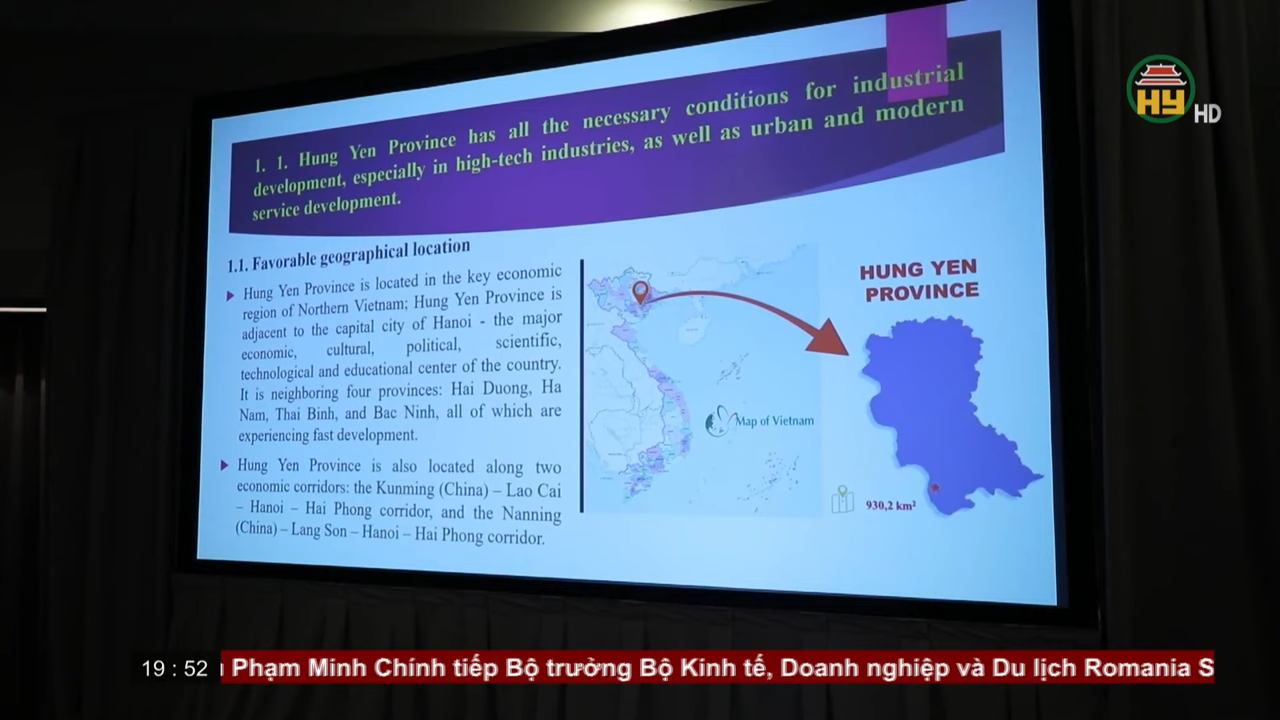 HY HD
1. 1. Hung Yen Province has all the necessary conditions for industrial
development, especially in high-tech industries, as well as urban and modern
service development.
1.1. Favorable geographical location
Hung Yen Province is located in the key economic
region of Northern Vietnam; Hung Yen Province is
adjacent to the capital city of Hanoi - the major
economic, cultural, political, scientific,
technological and educational center of the country.
It is neighboring four provinces: Hai Duong, Ha
Nam, Thai Binh, and Bac Ninh, all of which are
experiencing fast development.
Hung Yen Province is also located along two
economic corridors: the Kunming (China) – Lao Cai
– Hanoi – Hai Phong corridor, and the Nanning
(China) – Lang Son – Hanoi – Hai Phong corridor.
Map of Vietnam
HUNG YEN
PROVINCE
930,2 km²
19 : 52 Phạm Minh Chính tiếp Bộ trưởng Bộ Kinh tế, Doanh nghiệp và Du lịch Romania S